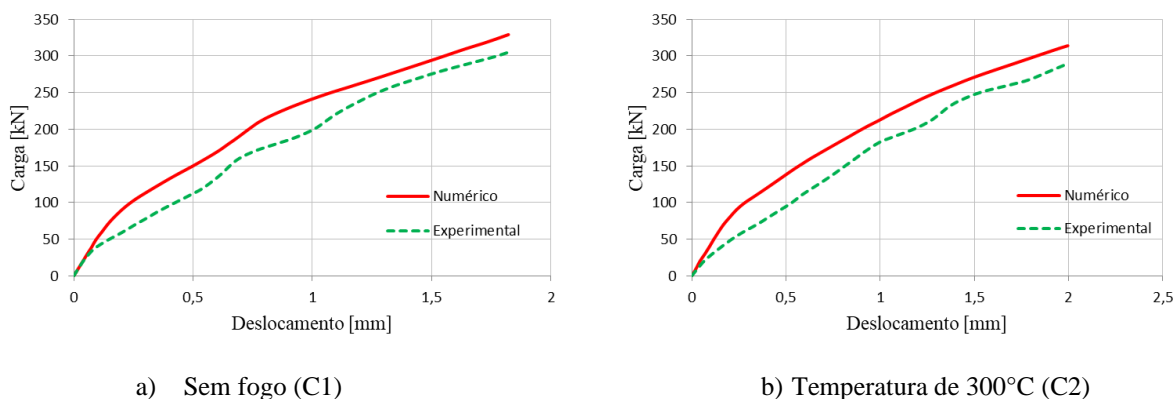 350
300
250
200
150
100
50
0
Carga [kN]
0
0,5
1
1,5
2
Deslocamento [mm]
Numérico
Experimental
a) Sem fogo (C1)
350
300
250
200
150
100
50
0
Carga [kN]
0
0,5
1
1,5
2
2,5
Deslocamento [mm]
Numérico
Experimental
b) Temperatura de 300°C (C2)